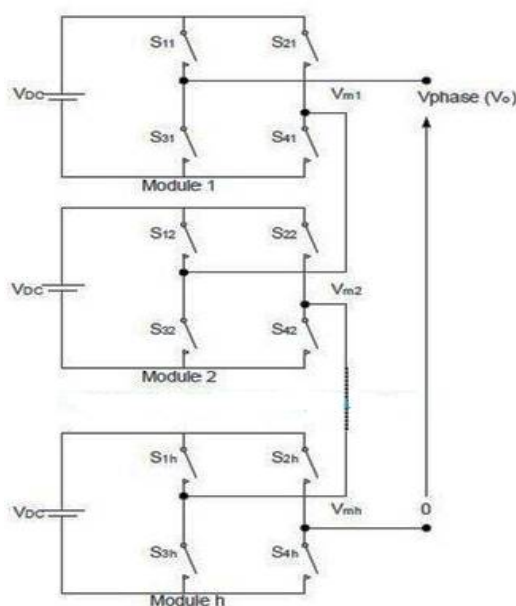 S11 S21
VDC Vm1 Vphase (Vo)
S31 S41
Module 1
S12 S22
VDC Vm2
S32 S42
Module 2
S1h S2h
VDC Vmh 0
S3h S4h
Module h